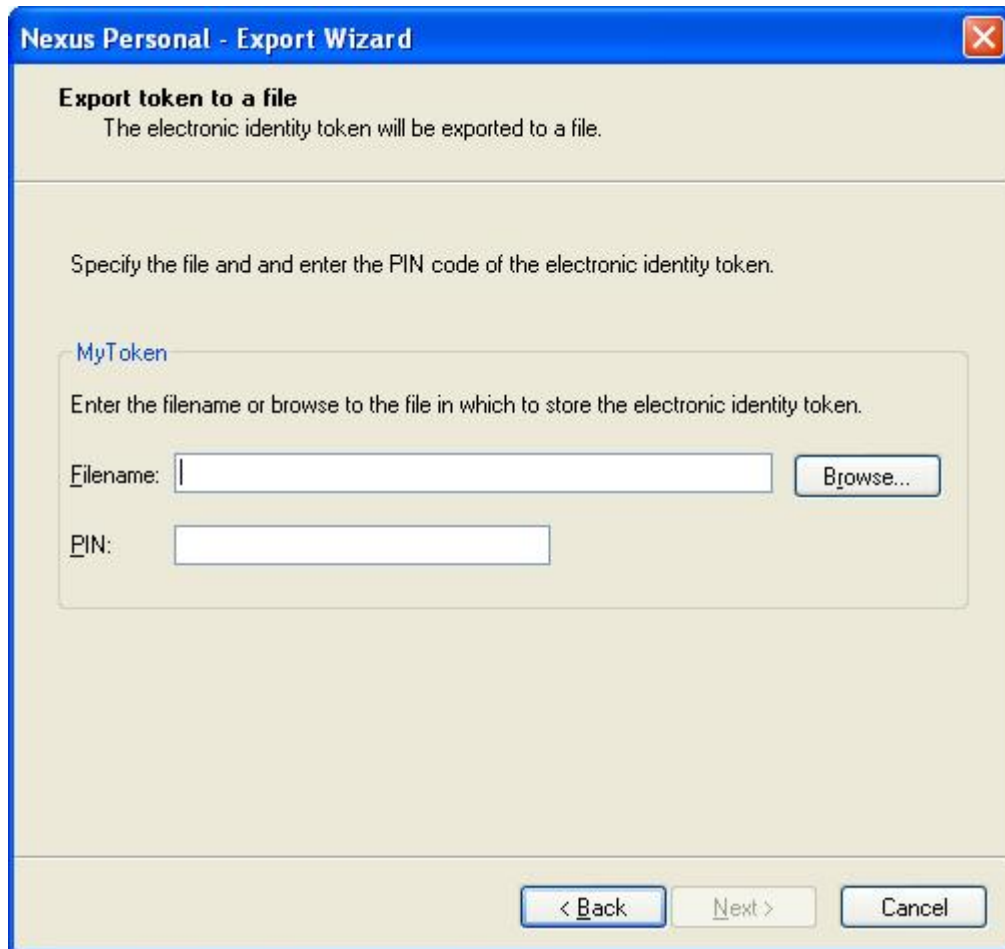 Nexus Personal - Export Wizard
Export token to a file
The electronic identity token will be exported to a file.
Specify the file and and enter the PIN code of the electronic identity token.
MyToken
Enter the filename or browse to the file in which to store the electronic identity token.
Filename:
Browse...
PIN:
< Back
Next >
Cancel